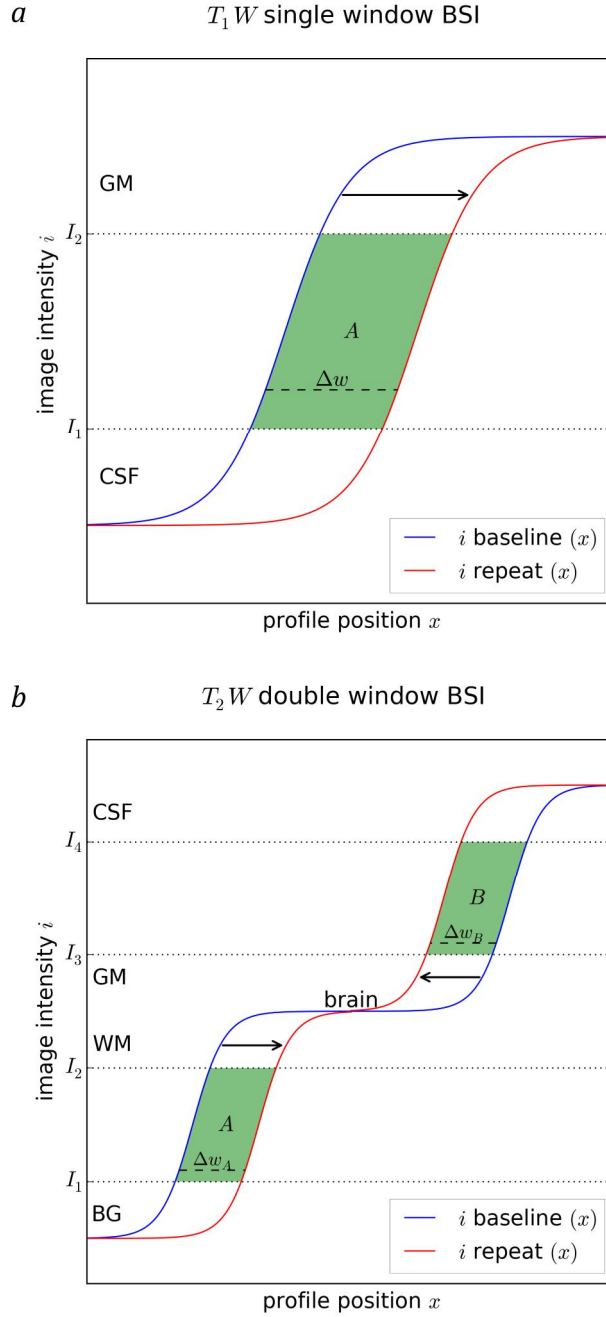 a
T₁W single window BSI
GM
I₂
A
Δw
I₁
CSF
image intensity i
i baseline (x)
i repeat (x)
profile position x
b
T₂W double window BSI
CSF
I₄
B
Δw_B
I₃
GM
brain
WM
I₂
A
Δw_A
I₁
BG
image intensity i
i baseline (x)
i repeat (x)
profile position x